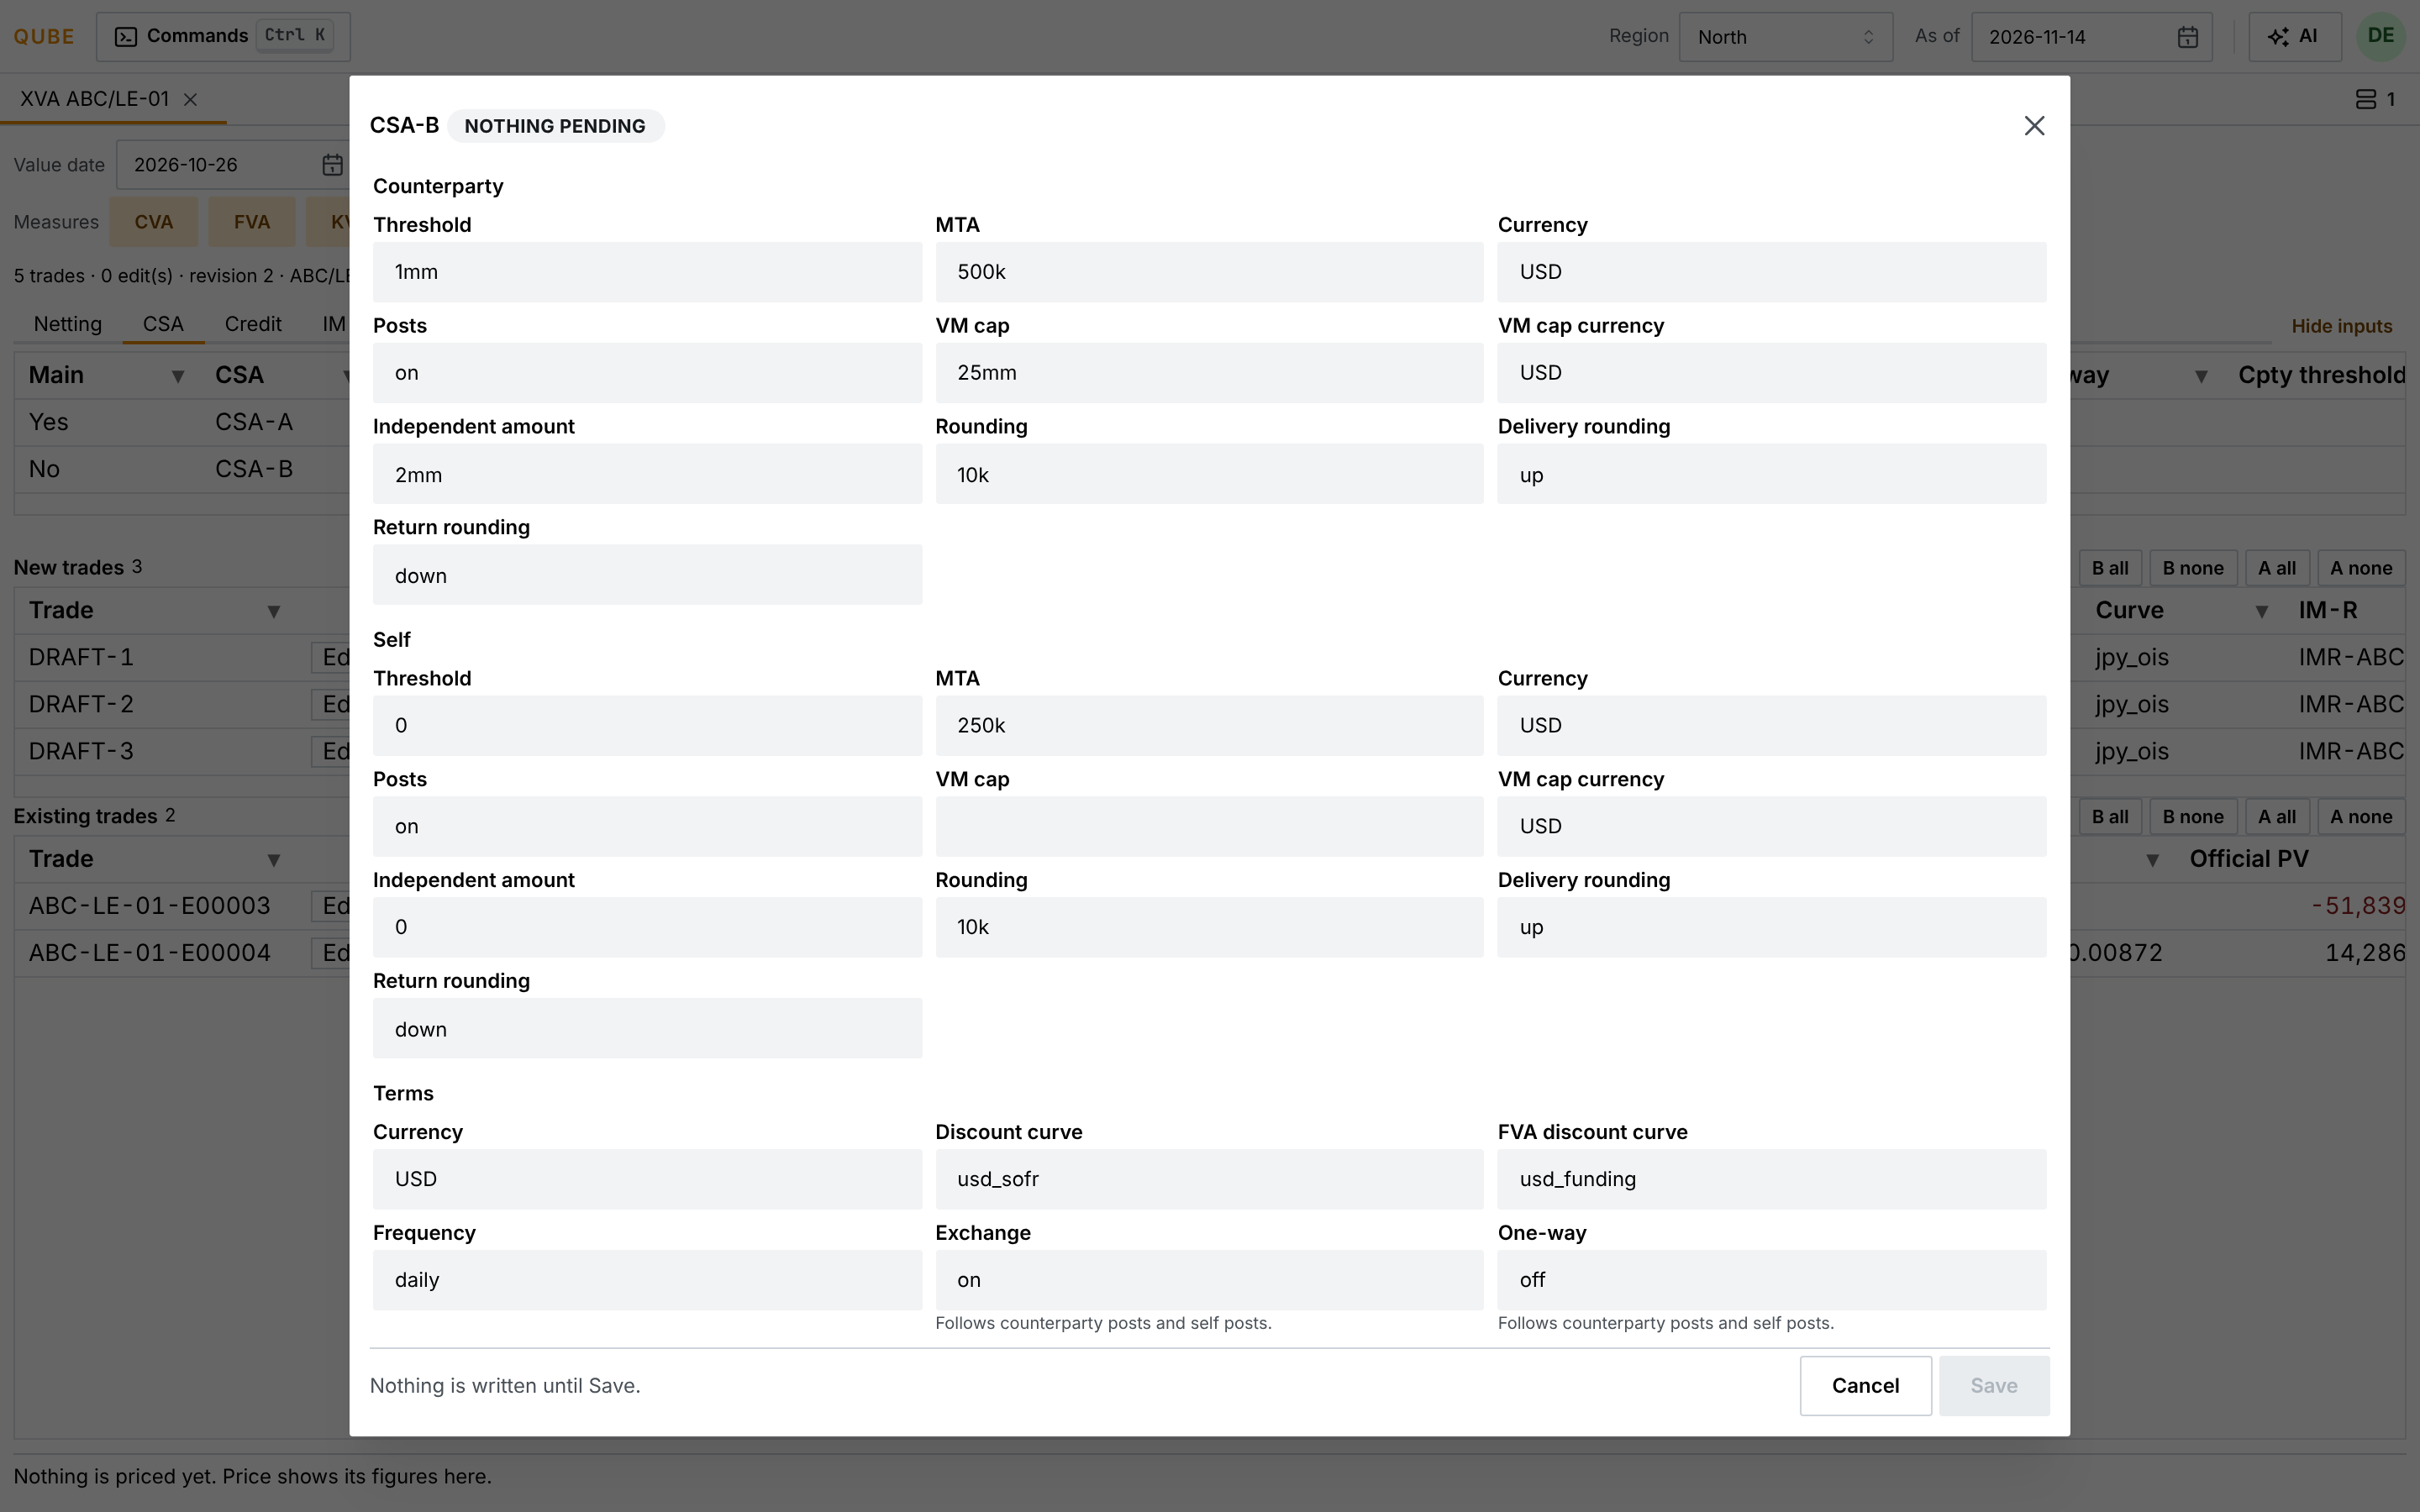 QUBE Commands Ctrl K Region North As of 2026-11-14 AI DE
XVA ABC/LE-01 1
CSA-B NOTHING PENDING
Value date 2026-10-26
Measures CVA FVA
5 trades · 0 edit(s) · revision 2 ·
Netting CSA Credit IM Hide inputs
Main CSA Cpty threshold
Yes CSA-A
No CSA-B
New trades 3 B all B none A all A none
Trade Curve IM-R
DRAFT-1 jpy_ois IMR-ABC
DRAFT-2 jpy_ois IMR-ABC
DRAFT-3 jpy_ois IMR-ABC
Existing trades 2 B all B none A all A none
Trade Official PV
ABC-LE-01-E00003 -51,839
ABC-LE-01-E00004 0.00872 14,286
Counterparty
Threshold MTA Currency
1mm 500k USD
Posts VM cap VM cap currency
on 25mm USD
Independent amount Rounding Delivery rounding
2mm 10k up
Return rounding
down
Self
Threshold MTA Currency
0 250k USD
Posts VM cap VM cap currency
on USD
Independent amount Rounding Delivery rounding
0 10k up
Return rounding
down
Terms
Currency Discount curve FVA discount curve
USD usd_sofr usd_funding
Frequency Exchange One-way
daily on off
Follows counterparty posts and self posts. Follows counterparty posts and self posts.
Nothing is written until Save. Cancel Save
Nothing is priced yet. Price shows its figures here.